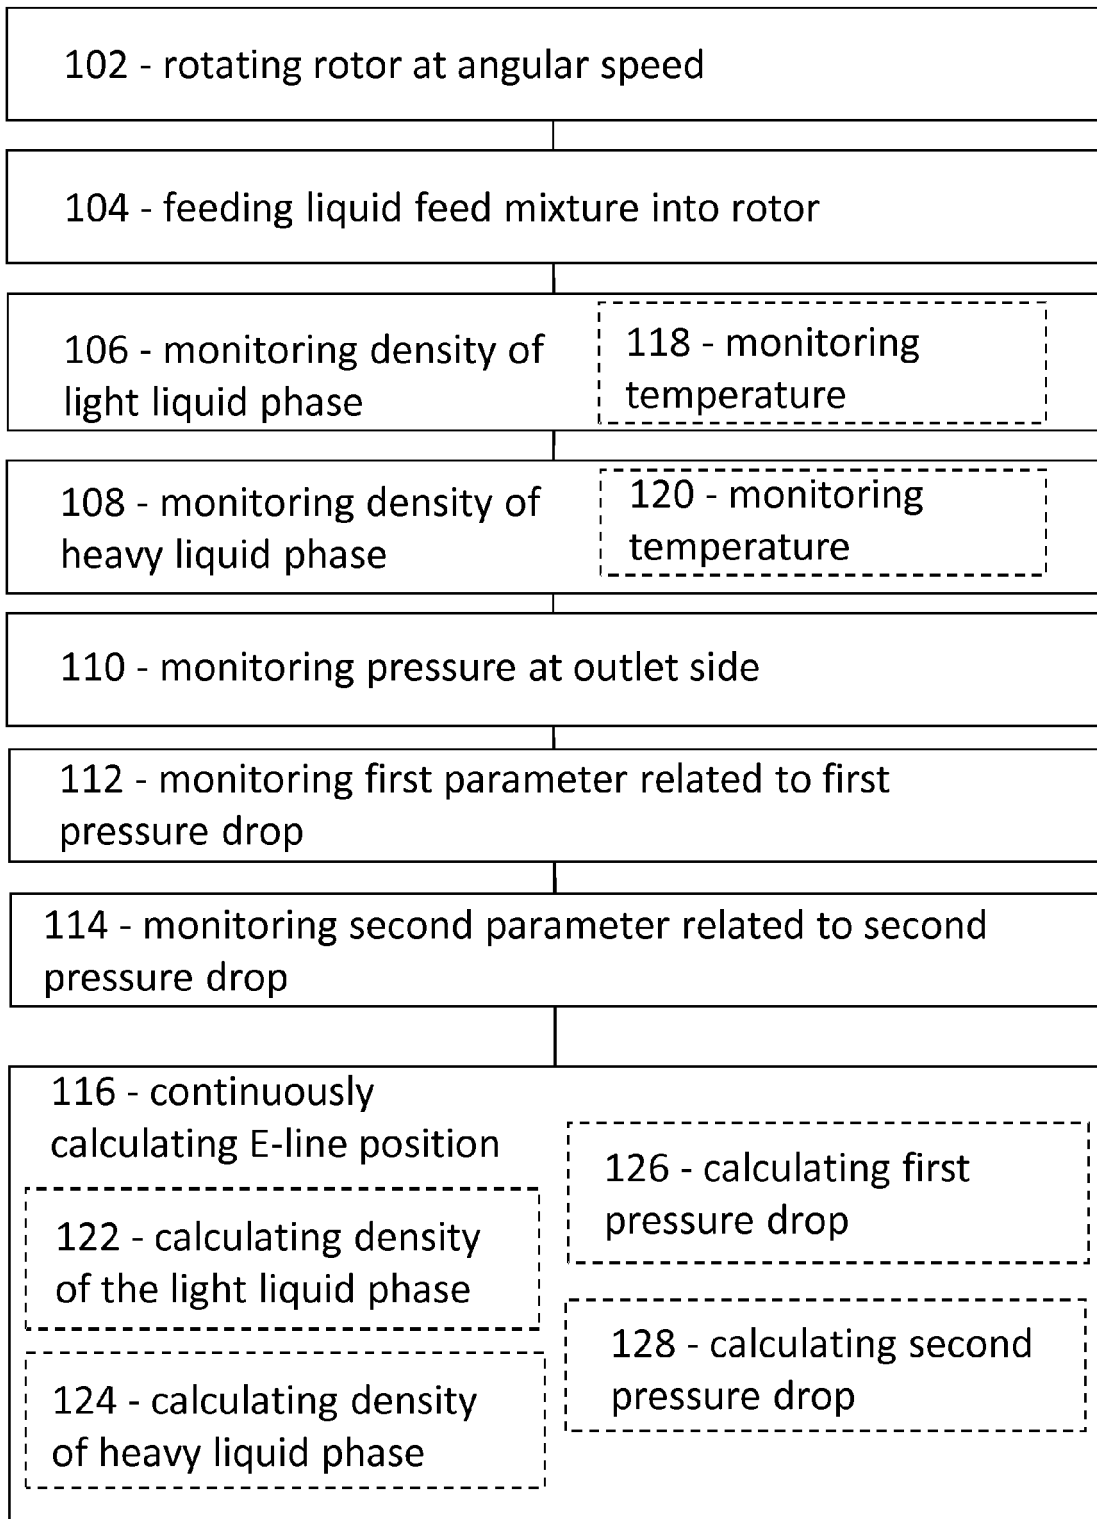 102 - rotating rotor at angular speed
104 - feeding liquid feed mixture into rotor
106 - monitoring density of
light liquid phase
118 - monitoring
temperature
108 - monitoring density of
heavy liquid phase
120 - monitoring
temperature
110 - monitoring pressure at outlet side
112 - monitoring first parameter related to first
pressure drop
114 - monitoring second parameter related to second
pressure drop
116 - continuously
calculating E-line position
122 - calculating density
of the light liquid phase
124 - calculating density
of heavy liquid phase
126 - calculating first
pressure drop
128 - calculating second
pressure drop